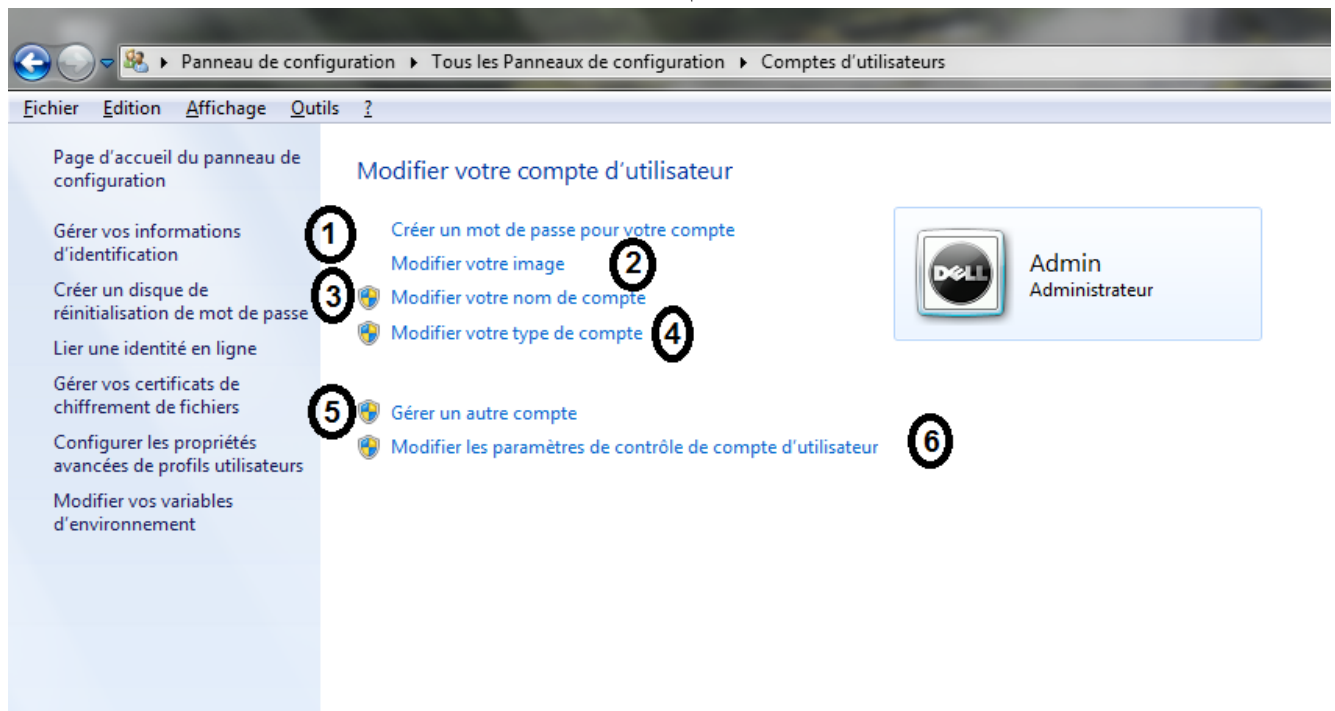 Panneau de configuration ▸ Tous les Panneaux de configuration ▸ Comptes d'utilisateurs
Fichier Edition Affichage Outils ?
Page d'accueil du panneau de
configuration
Gérer vos informations
d'identification
Créer un disque de
réinitialisation de mot de passe
Lier une identité en ligne
Gérer vos certificats de
chiffrement de fichiers
Configurer les propriétés
avancées de profils utilisateurs
Modifier vos variables
d'environnement
Modifier votre compte d'utilisateur
1 Créer un mot de passe pour votre compte
Modifier votre image 2
3 Modifier votre nom de compte
Modifier votre type de compte 4
5 Gérer un autre compte
Modifier les paramètres de contrôle de compte d'utilisateur 6
DELL
Admin
Administrateur